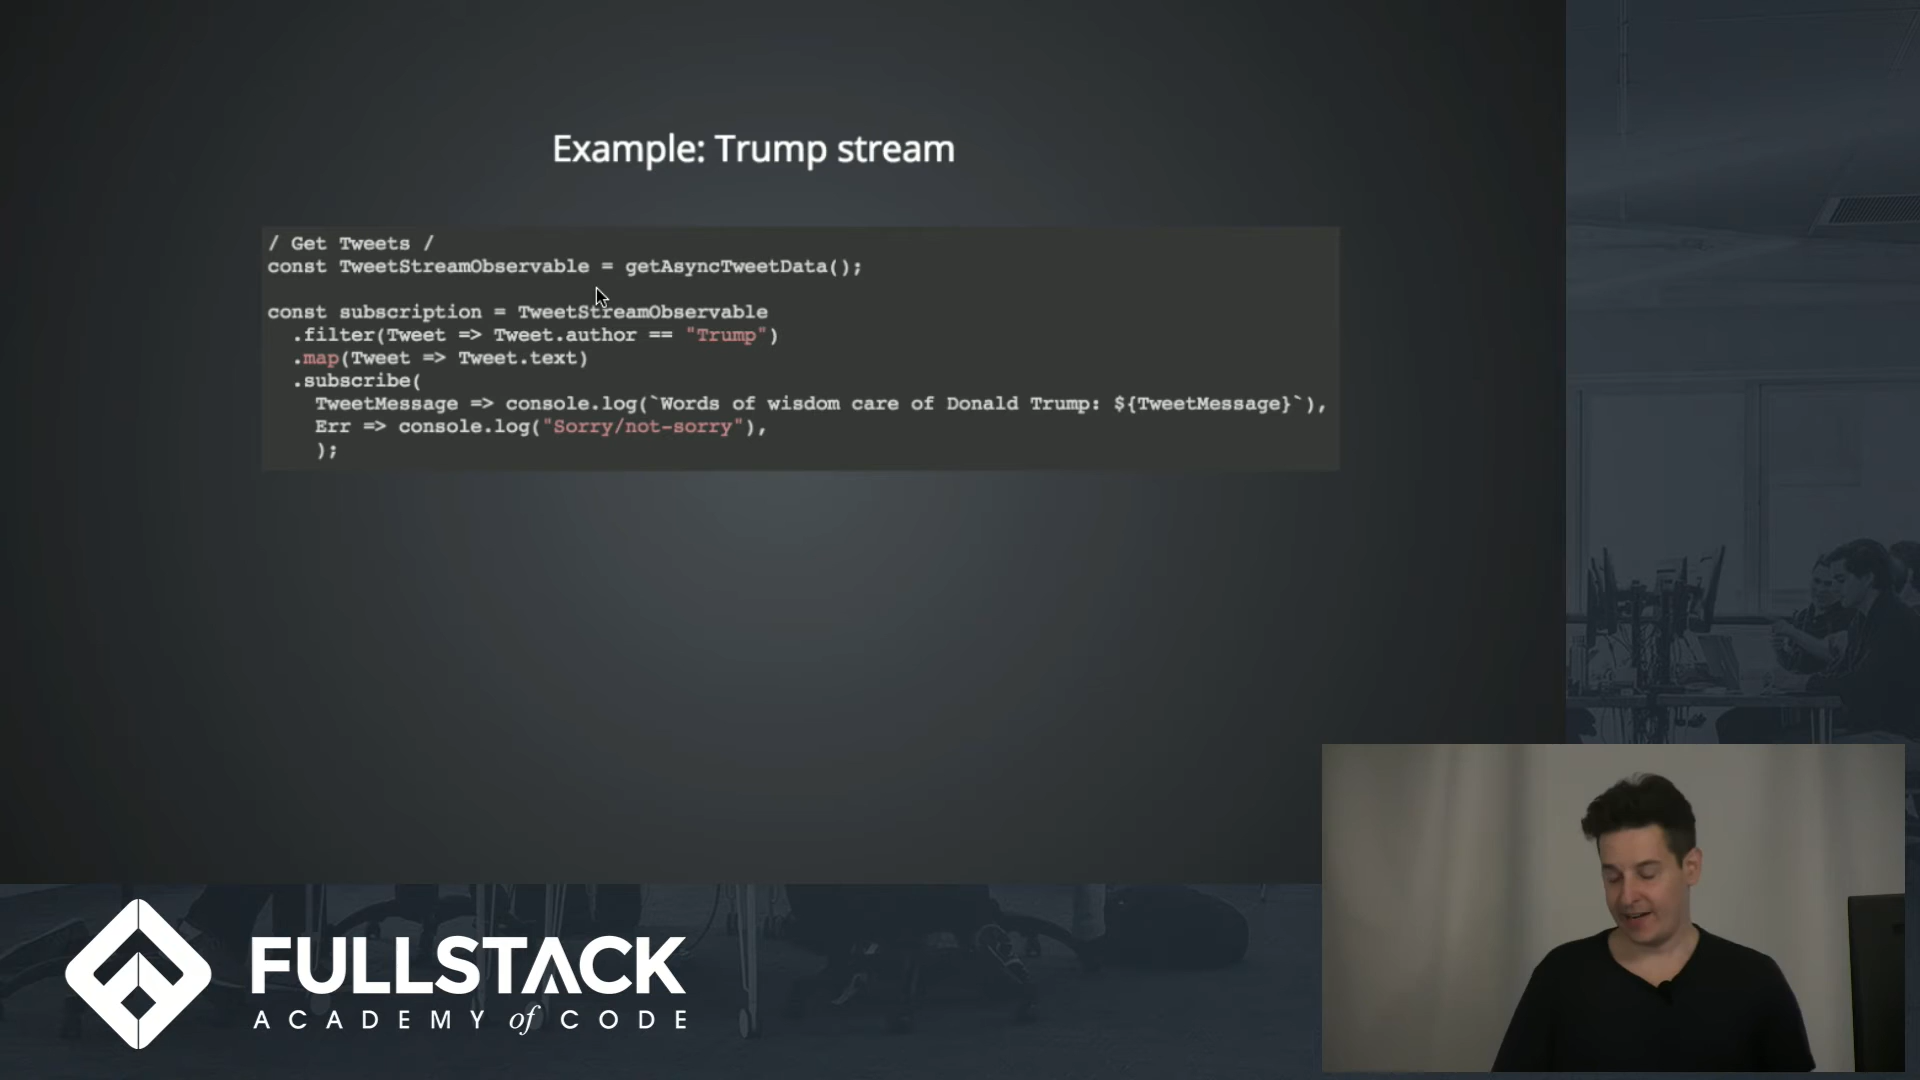 Example: Trump stream
/ Get Tweets /
const TweetStreamObservable = getAsyncTweetData();
const subscription = TweetStreamObservable
.filter(Tweet => Tweet.author == "Trump")
.map(Tweet => Tweet.text)
.subscribe(
TweetMessage => console.log(`Words of wisdom care of Donald Trump: ${TweetMessage}`),
Err => console.log("Sorry/not-sorry"),
);
FULLSTACK
ACADEMY of CODE